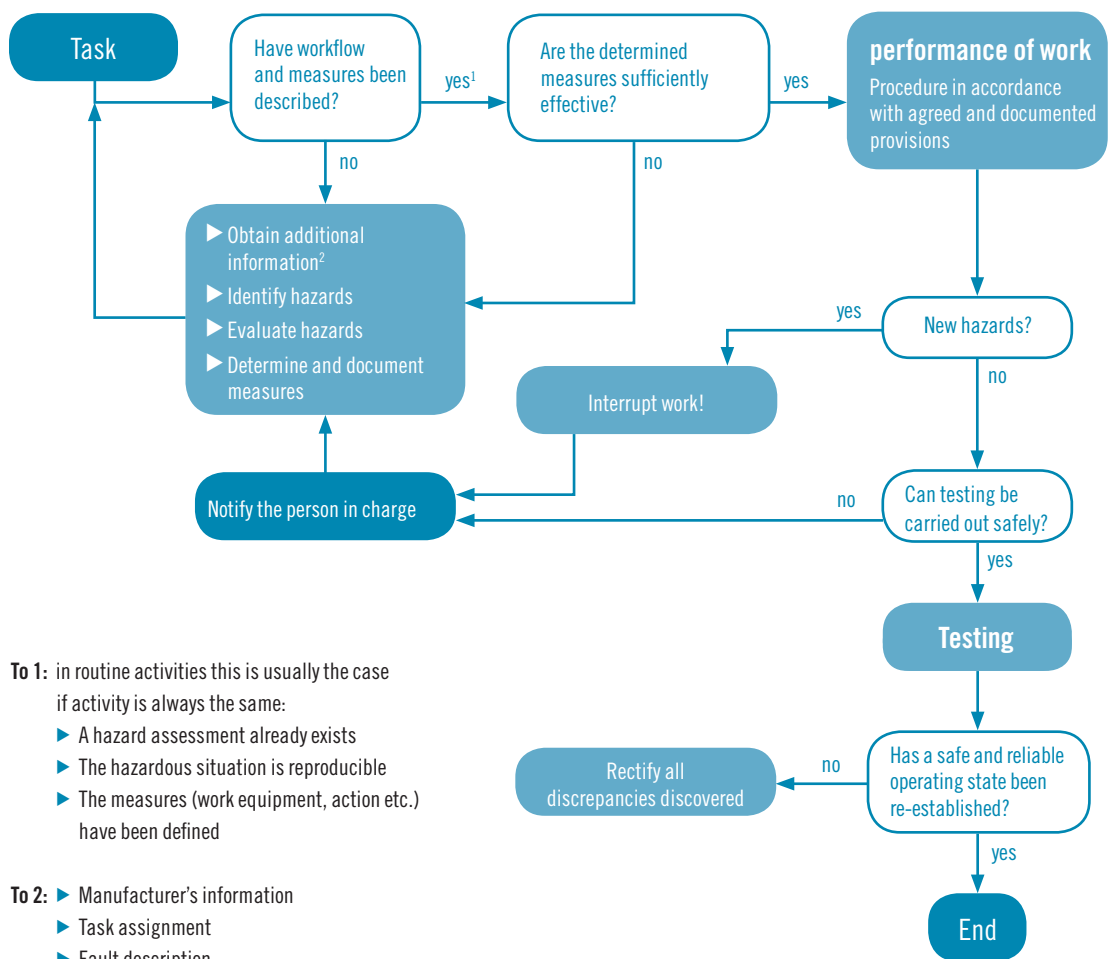 Task
Have workflow
and measures been
described?
yes¹
Are the determined
measures sufficiently
effective?
yes
performance of work
Procedure in accordance
with agreed and documented
provisions
no
no
▶ Obtain additional
information²
▶ Identify hazards
▶ Evaluate hazards
▶ Determine and document
measures
yes
New hazards?
no
Interrupt work!
Notify the person in charge
no
Can testing be
carried out safely?
yes
Testing
To 1: in routine activities this is usually the case
if activity is always the same:
▶ A hazard assessment already exists
▶ The hazardous situation is reproducible
▶ The measures (work equipment, action etc.)
have been defined
Rectify all
discrepancies discovered
no
Has a safe and reliable
operating state been
re-established?
yes
To 2: ▶ Manufacturer's information
▶ Task assignment
▶ Fault description
End